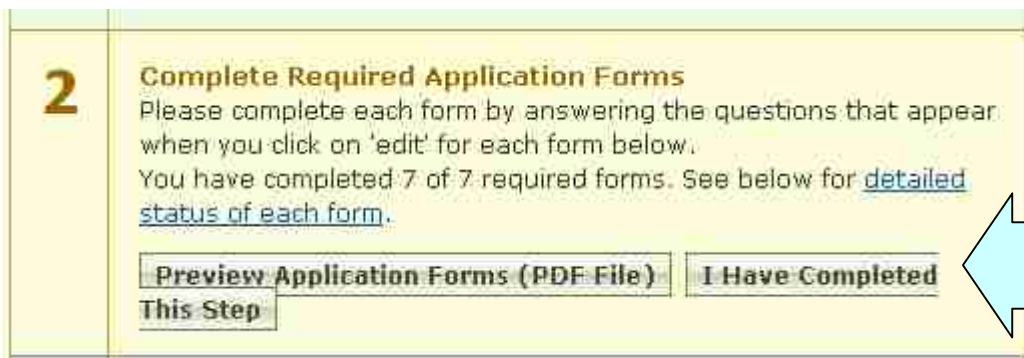 2
Complete Required Application Forms
Please complete each form by answering the questions that appear
when you click on 'edit' for each form below.
You have completed 7 of 7 required forms. See below for detailed
status of each form.
Preview Application Forms (PDF File) I Have Completed
This Step